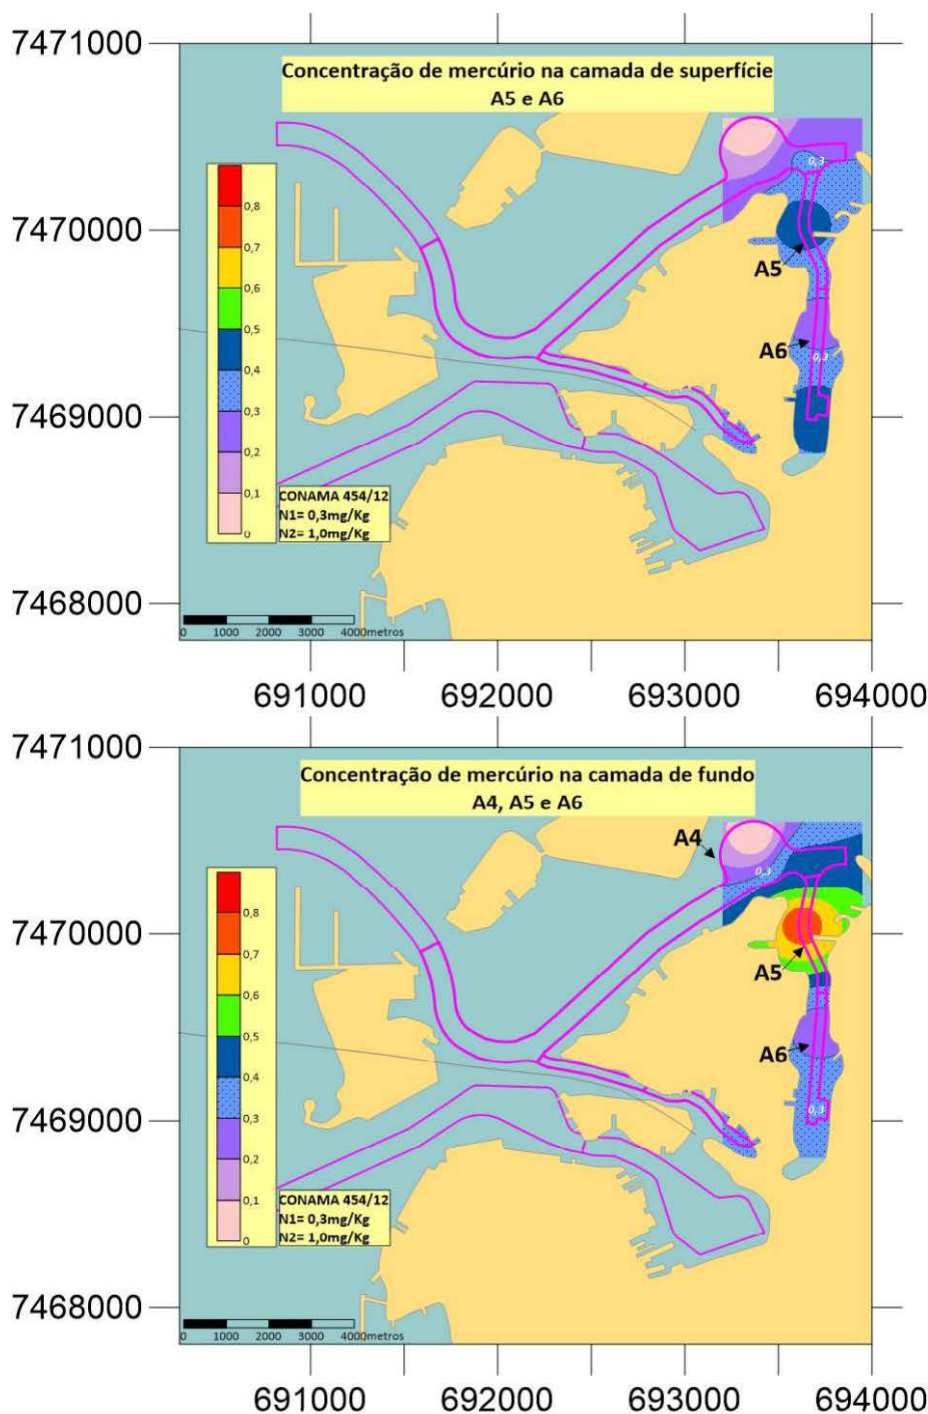 7471000
Concentração de mercúrio na camada de superfície
A5 e A6
0,3
0,8
7470000
0,7
A5
0,6
0,5
A6
0,3
0,4
7469000
0,3
0,2
CONAMA 454/12
0,1
N1= 0,3mg/Kg
0
N2= 1,0mg/Kg
7468000
0 1000 2000 3000 4000metros
691000 692000 693000 694000
7471000
Concentração de mercúrio na camada de fundo
A4, A5 e A6
A4
0,3
0,8
7470000
0,7
A5
0,6
0,5
A6
0,4
7469000
0,3
0,3
0,2
CONAMA 454/12
0,1
N1= 0,3mg/Kg
0
N2= 1,0mg/Kg
7468000
0 1000 2000 3000 4000metros
691000 692000 693000 694000